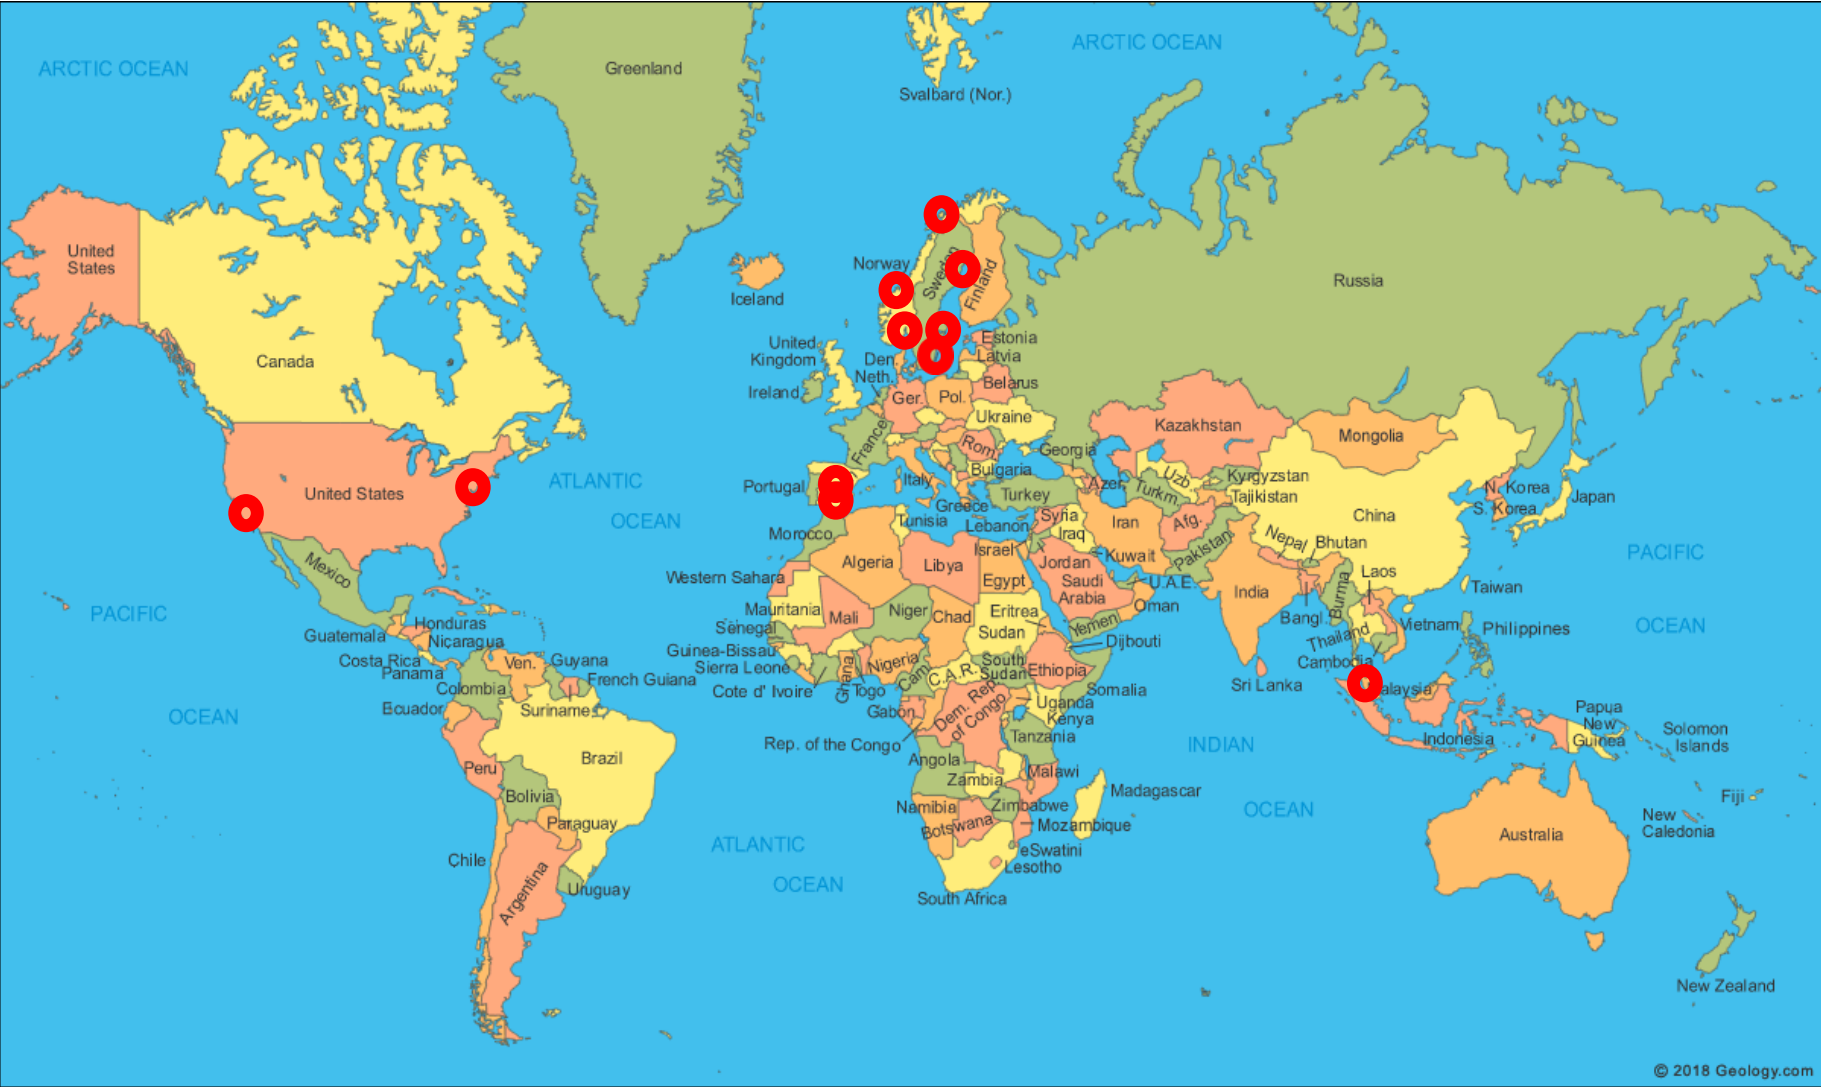 ARCTIC OCEAN
ARCTIC OCEAN
Greenland
Svalbard (Nor.)
United
States
Canada
Iceland
Norway
Sweden
Finland
Russia
United
Kingdom
Ireland
Den
Neth.
Estonia
Latvia
Belarus
Ger.
Pol.
Ukraine
France
Rom.
Bulgaria
Italy
Greece
Portugal
Georgia
Azer.
Turkey
Kazakhstan
Mongolia
Uzb.
Turkm.
Kyrgyzstan
Tajikistan
China
N. Korea
S. Korea
Japan
United States
ATLANTIC
OCEAN
Mexico
PACIFIC
OCEAN
Honduras
Guatemala
Nicaragua
Costa Rica
Panama
Ven.
Guyana
French Guiana
Colombia
Suriname
Ecuador
Brazil
Peru
Bolivia
Paraguay
Chile
Argentina
Uruguay
Morocco
Tunisia
Lebanon
Syria
Iraq
Iran
Afg.
Pakistan
Nepal
Bhutan
Israel
Jordan
Kuwait
Algeria
Libya
Egypt
Saudi
Arabia
U.A.E.
Oman
Yemen
Western Sahara
Mauritania
Mali
Niger
Chad
Sudan
Eritrea
Djibouti
Senegal
Guinea-Bissau
Sierra Leone
Cote d' Ivoire
Ghana
Togo
Nigeria
Cam.
C.A.R.
South
Sudan
Ethiopia
Somalia
Uganda
Kenya
Gabon
Rep. of the Congo
Dem. Rep.
of Congo
Tanzania
Angola
Zambia
Malawi
Namibia
Botswana
Zimbabwe
Mozambique
Madagascar
eSwatini
Lesotho
South Africa
ATLANTIC
OCEAN
India
Bangl.
Burma
Laos
Thailand
Vietnam
Cambodia
Sri Lanka
Taiwan
Philippines
PACIFIC
OCEAN
alaysia
Indonesia
Papua
New
Guinea
Solomon
Islands
INDIAN
OCEAN
Australia
Fiji
New
Caledonia
New Zealand
© 2018 Geology.com